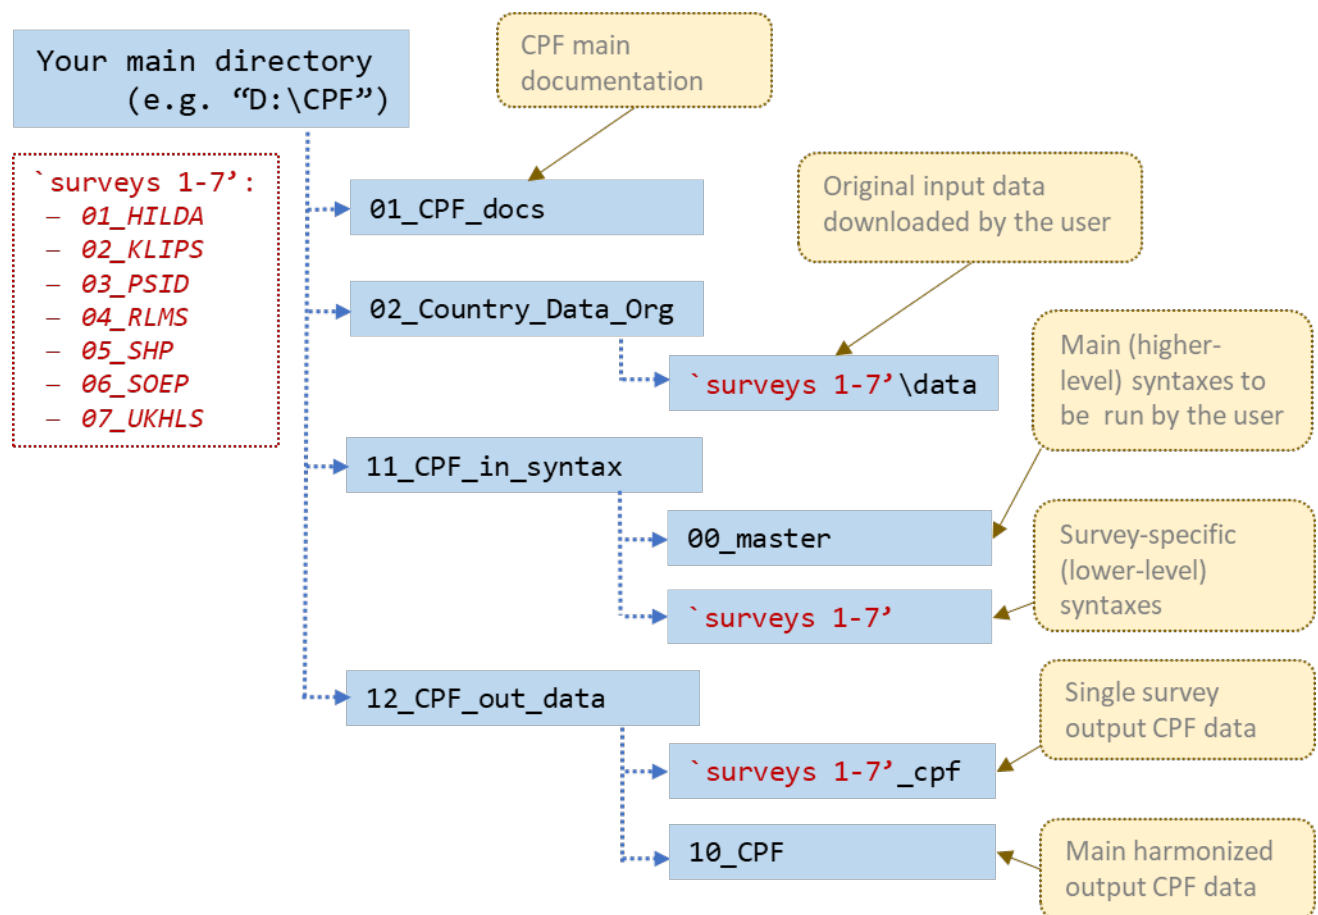 Your main directory
(e.g. “D:\CPF”)
CPF main
documentation
`surveys 1-7’:
– 01_HILDA
– 02_KLIPS
– 03_PSID
– 04_RLMS
– 05_SHP
– 06_SOEP
– 07_UKHLS
01_CPF_docs
Original input data
downloaded by the user
02_Country_Data_Org
`surveys 1-7’\data
Main (higher-
level) syntaxes to
be run by the user
11_CPF_in_syntax
00_master
Survey-specific
(lower-level)
syntaxes
`surveys 1-7’
12_CPF_out_data
Single survey
output CPF data
`surveys 1-7’_cpf
10_CPF
Main harmonized
output CPF data